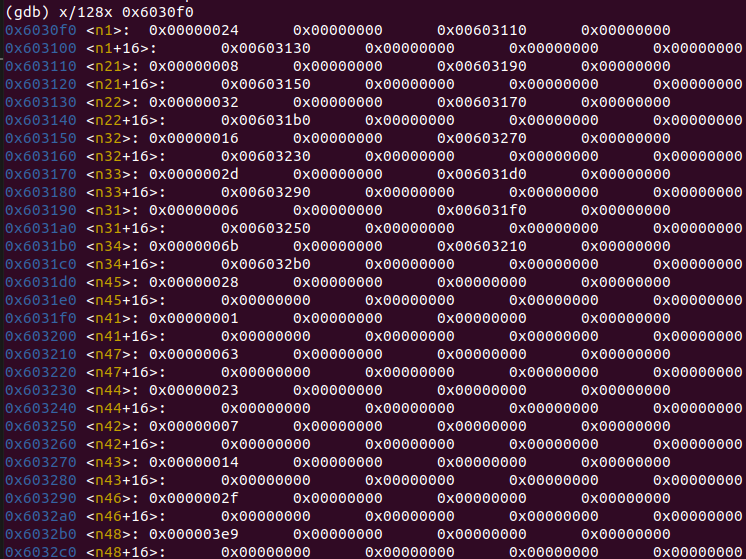 (gdb) x/128x 0x6030f0
0x6030f0 <n1>: 0x00000024 0x00000000 0x00603110 0x00000000
0x603100 <n1+16>: 0x00603130 0x00000000 0x00000000 0x00000000
0x603110 <n21>: 0x00000008 0x00000000 0x00603190 0x00000000
0x603120 <n21+16>: 0x00603150 0x00000000 0x00000000 0x00000000
0x603130 <n22>: 0x00000032 0x00000000 0x00603170 0x00000000
0x603140 <n22+16>: 0x006031b0 0x00000000 0x00000000 0x00000000
0x603150 <n32>: 0x00000016 0x00000000 0x00603270 0x00000000
0x603160 <n32+16>: 0x00603230 0x00000000 0x00000000 0x00000000
0x603170 <n33>: 0x0000002d 0x00000000 0x006031d0 0x00000000
0x603180 <n33+16>: 0x00603290 0x00000000 0x00000000 0x00000000
0x603190 <n31>: 0x00000006 0x00000000 0x006031f0 0x00000000
0x6031a0 <n31+16>: 0x00603250 0x00000000 0x00000000 0x00000000
0x6031b0 <n34>: 0x0000006b 0x00000000 0x00603210 0x00000000
0x6031c0 <n34+16>: 0x006032b0 0x00000000 0x00000000 0x00000000
0x6031d0 <n45>: 0x00000028 0x00000000 0x00000000 0x00000000
0x6031e0 <n45+16>: 0x00000000 0x00000000 0x00000000 0x00000000
0x6031f0 <n41>: 0x00000001 0x00000000 0x00000000 0x00000000
0x603200 <n41+16>: 0x00000000 0x00000000 0x00000000 0x00000000
0x603210 <n47>: 0x00000063 0x00000000 0x00000000 0x00000000
0x603220 <n47+16>: 0x00000000 0x00000000 0x00000000 0x00000000
0x603230 <n44>: 0x00000023 0x00000000 0x00000000 0x00000000
0x603240 <n44+16>: 0x00000000 0x00000000 0x00000000 0x00000000
0x603250 <n42>: 0x00000007 0x00000000 0x00000000 0x00000000
0x603260 <n42+16>: 0x00000000 0x00000000 0x00000000 0x00000000
0x603270 <n43>: 0x00000014 0x00000000 0x00000000 0x00000000
0x603280 <n43+16>: 0x00000000 0x00000000 0x00000000 0x00000000
0x603290 <n46>: 0x0000002f 0x00000000 0x00000000 0x00000000
0x6032a0 <n46+16>: 0x00000000 0x00000000 0x00000000 0x00000000
0x6032b0 <n48>: 0x000003e9 0x00000000 0x00000000 0x00000000
0x6032c0 <n48+16>: 0x00000000 0x00000000 0x00000000 0x00000000